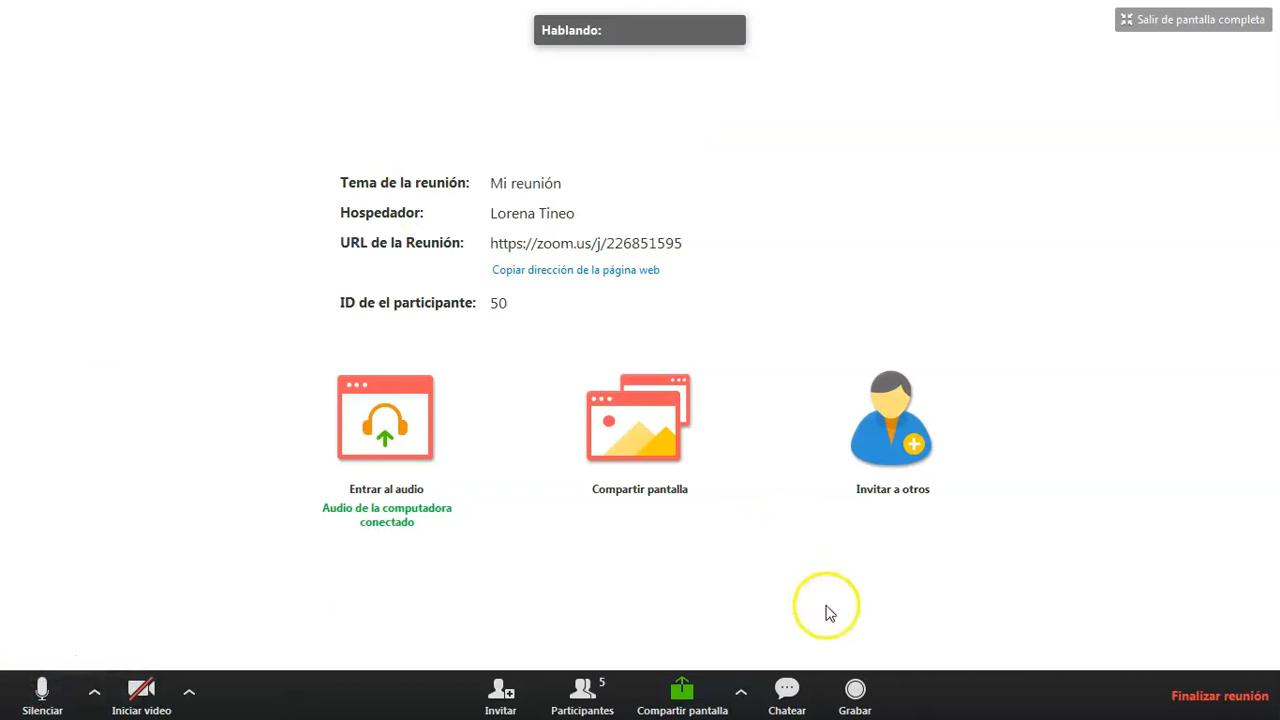 Hablando:
Salir de pantalla completa
Tema de la reunión: Mi reunión
Hospedador: Lorena Tineo
URL de la Reunión: https://zoom.us/j/226851595
Copiar dirección de la página web
ID de el participante: 50
Entrar al audio
Audio de la computadora
conectado
Compartir pantalla
Invitar a otros
Silenciar
Iniciar video
Invitar
5
Participantes
Compartir pantalla
Chatear
Grabar
Finalizar reunión